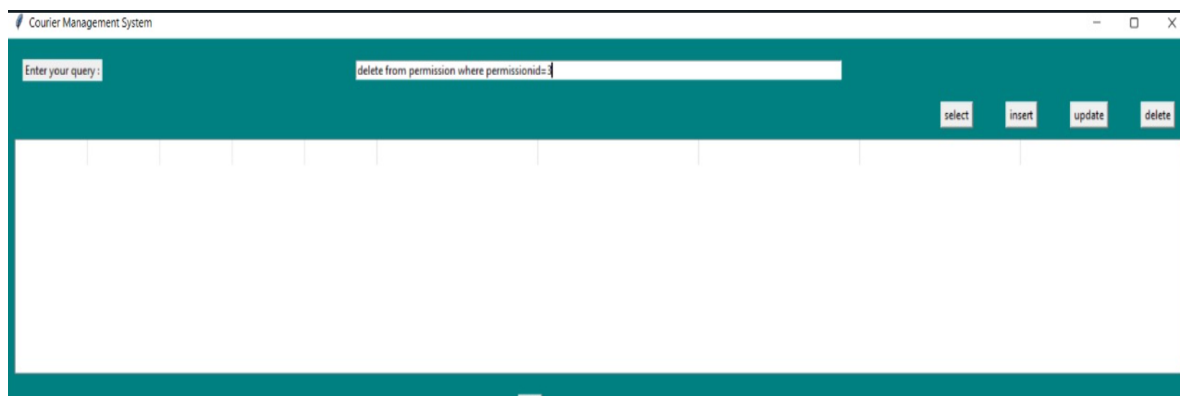 Courier Management System
Enter your query : delete from permission where permissionid=3
select insert update delete